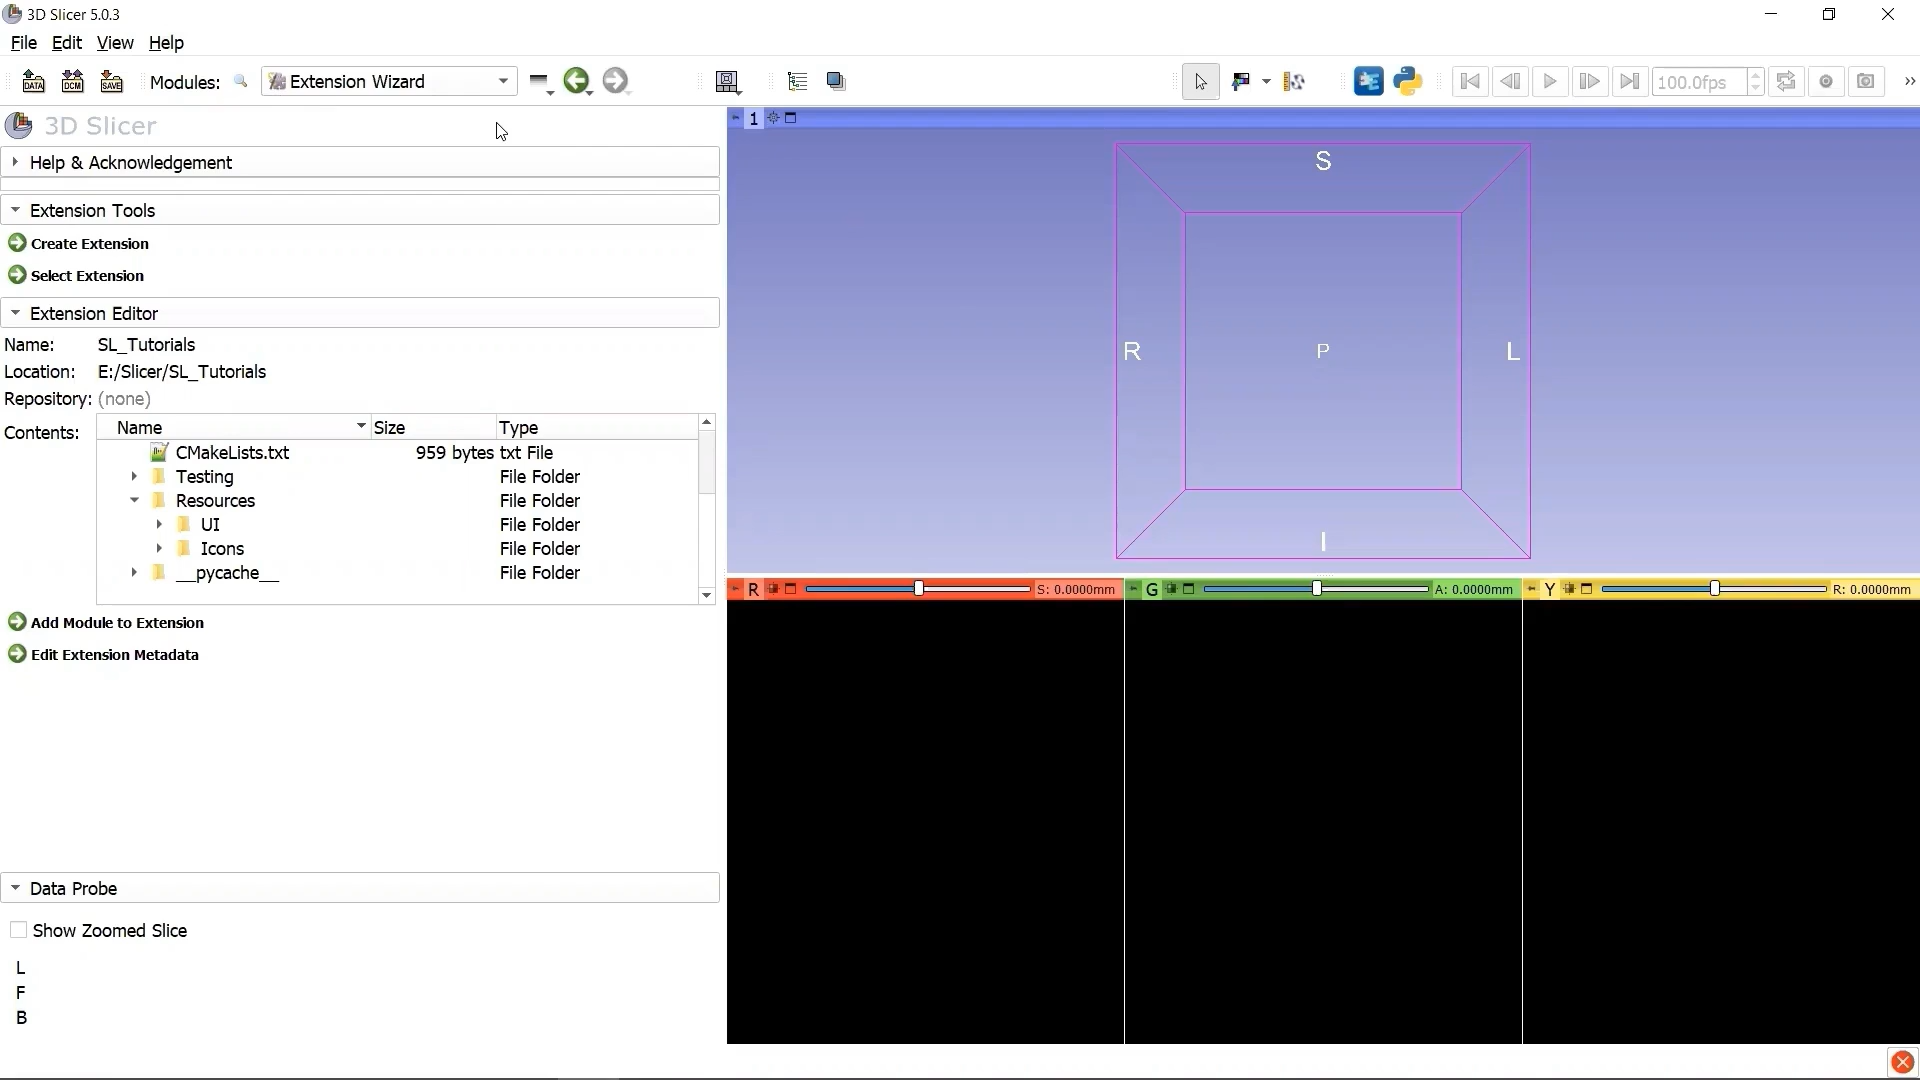 3D Slicer 5.0.3
File Edit View Help
DATA DCM SAVE Modules: Extension Wizard 100.0fps »
3D Slicer
Help & Acknowledgement
Extension Tools
Create Extension
Select Extension
Extension Editor
Name: SL_Tutorials
Location: E:/Slicer/SL_Tutorials
Repository: (none)
Contents:
Name Size Type
CMakeLists.txt 959 bytes txt File
Testing File Folder
Resources File Folder
UI File Folder
Icons File Folder
__pycache__ File Folder
Add Module to Extension
Edit Extension Metadata
Data Probe
Show Zoomed Slice
L
F
B
1
S
R P L
I
R S: 0.0000mm
G A: 0.0000mm
Y R: 0.0000mm